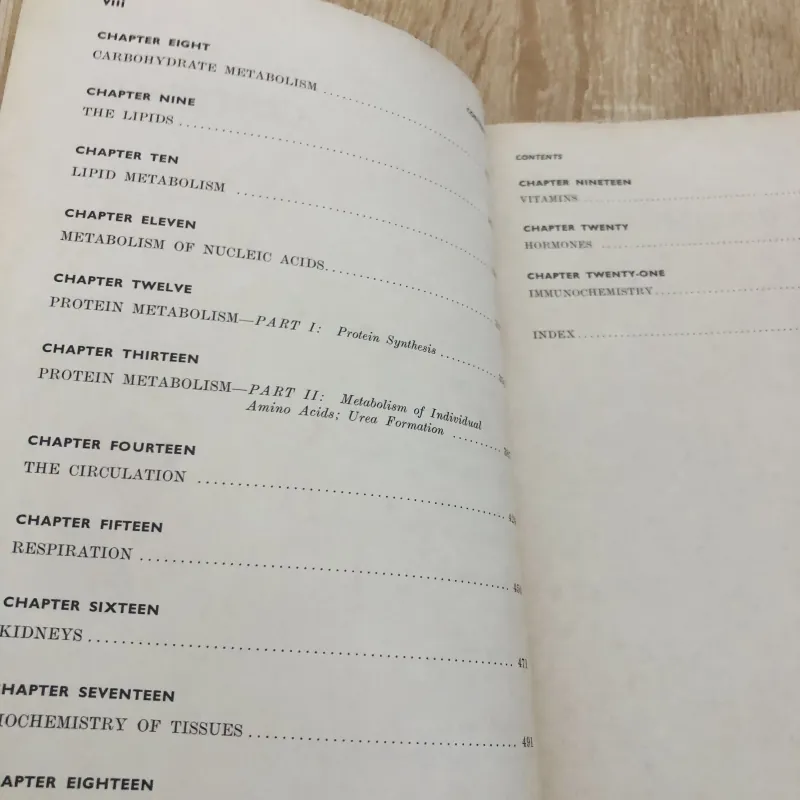 viii
CHAPTER EIGHT
CARBOHYDRATE METABOLISM
CHAPTER NINE
THE LIPIDS
CHAPTER TEN
LIPID METABOLISM
CHAPTER ELEVEN
METABOLISM OF NUCLEIC ACIDS
CHAPTER TWELVE
PROTEIN METABOLISM—PART I: Protein Synthesis
CHAPTER THIRTEEN
PROTEIN METABOLISM—PART II: Metabolism of Individual
Amino Acids; Urea Formation
CHAPTER FOURTEEN
THE CIRCULATION
CHAPTER FIFTEEN
RESPIRATION
CHAPTER SIXTEEN
KIDNEYS 471
CHAPTER SEVENTEEN
IOCHEMISTRY OF TISSUES 491
APTER EIGHTEEN
CONTENTS
CHAPTER NINETEEN
VITAMINS
CHAPTER TWENTY
HORMONES
CHAPTER TWENTY-ONE
IMMUNOCHEMISTRY
INDEX